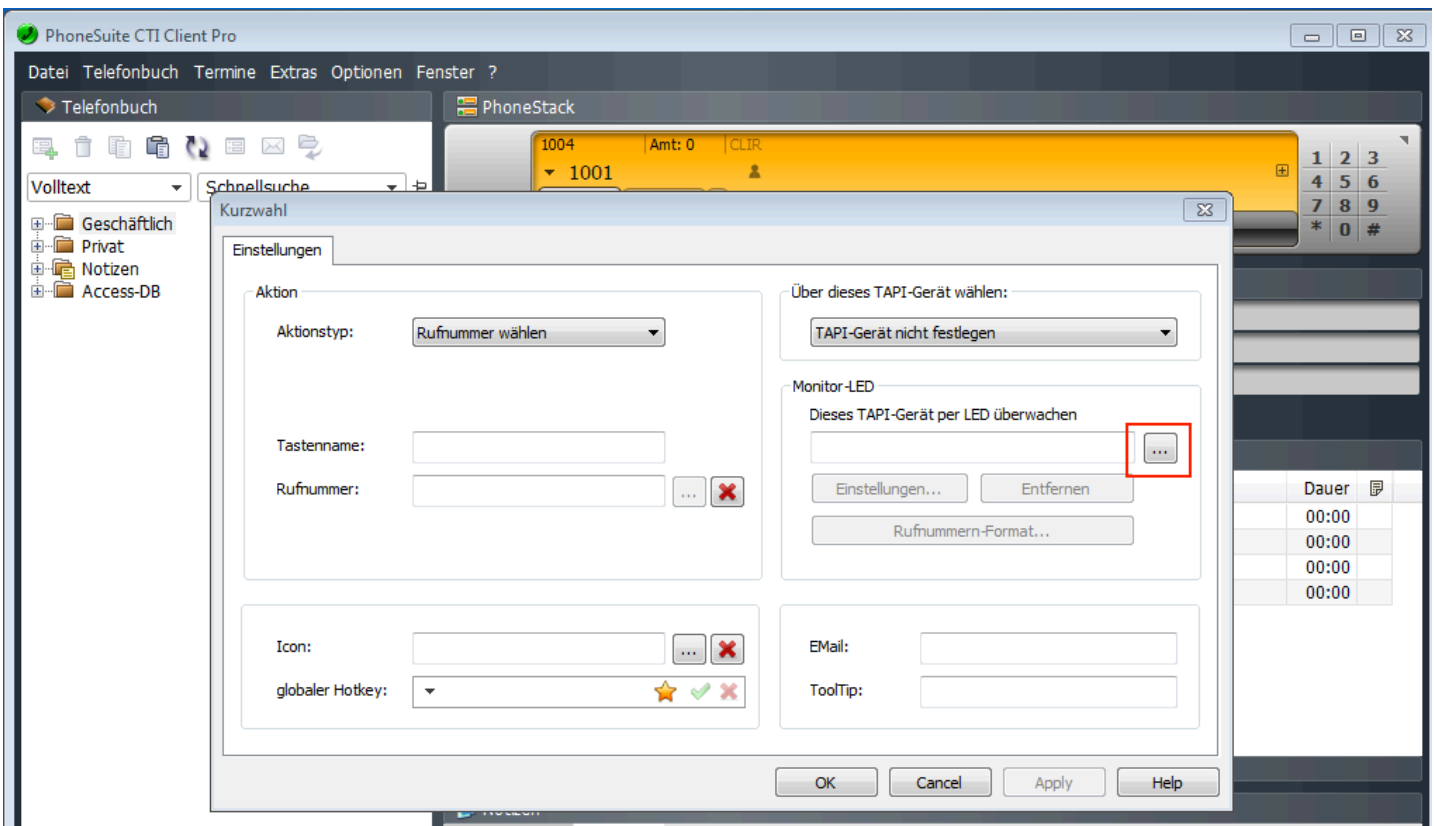 PhoneSuite CTI Client Pro
Datei Telefonbuch Termine Extras Optionen Fenster ?
Telefonbuch
PhoneStack
1004 Amt: 0 CLIR
1001
1 2 3
4 5 6
7 8 9
* 0 #
Volltext Schnellsuche
Geschäftlich
Privat
Notizen
Access-DB
Kurzwahl
Einstellungen
Aktion
Aktionstyp: Rufnummer wählen
Tastenname:
Rufnummer: ...
Über dieses TAPI-Gerät wählen:
TAPI-Gerät nicht festlegen
Monitor-LED
Dieses TAPI-Gerät per LED überwachen
...
Einstellungen... Entfernen
Rufnummern-Format...
Icon: ...
globaler Hotkey:
EMail:
ToolTip:
OK Cancel Apply Help
Dauer
00:00
00:00
00:00
00:00
Notizen